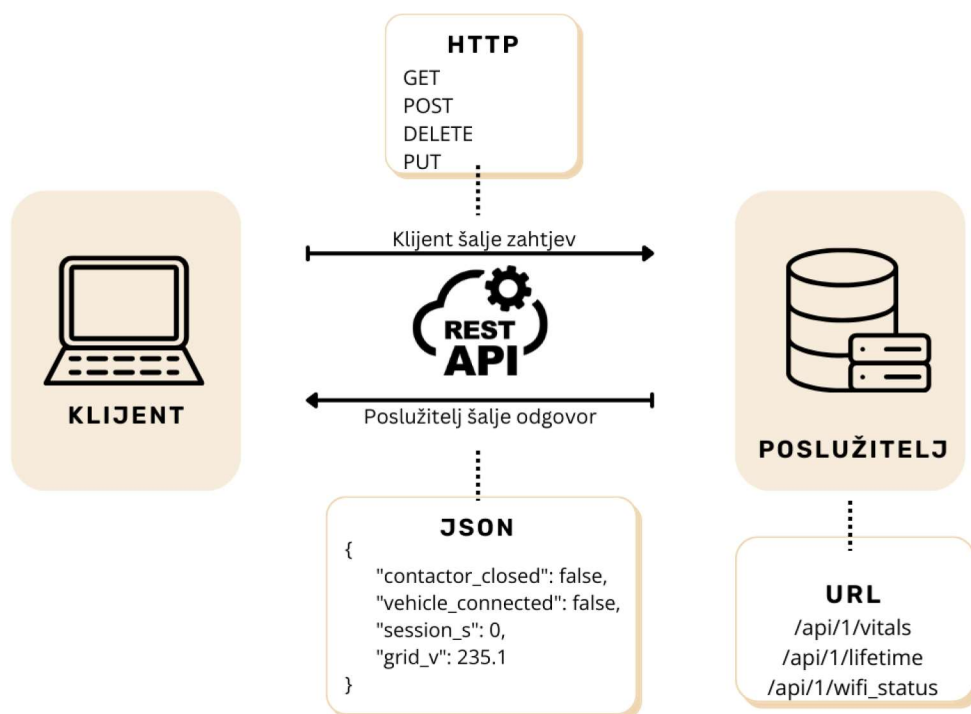 HTTP
GET
POST
DELETE
PUT
Klijent šalje zahtjev
REST
API
KLIJENT
Poslužitelj šalje odgovor
POSLUŽITELJ
JSON
{
"contactor_closed": false,
"vehicle_connected": false,
"session_s": 0,
"grid_v": 235.1
}
URL
/api/1/vitals
/api/1/lifetime
/api/1/wifi_status